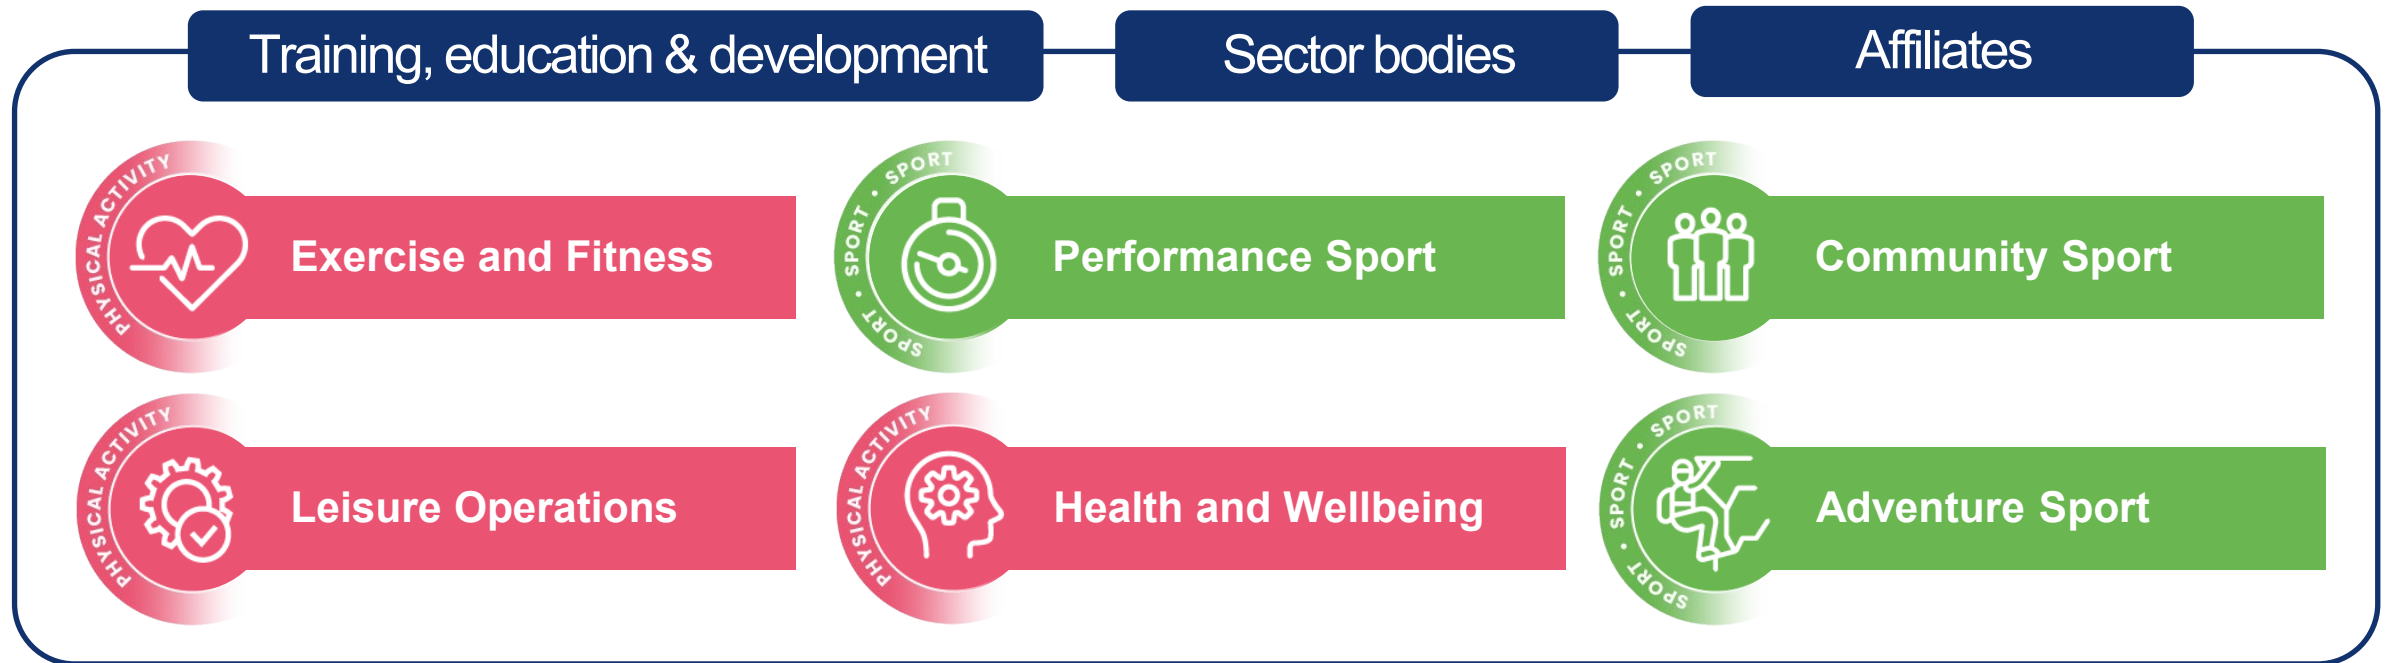 Training, education & development
Sector bodies
Affiliates
PHYSICAL ACTIVITY
Exercise and Fitness
SPORT • SPORT • SPORT
Performance Sport
SPORT • SPORT • SPORT
Community Sport
PHYSICAL ACTIVITY
Leisure Operations
PHYSICAL ACTIVITY
Health and Wellbeing
SPORT • SPORT • SPORT
Adventure Sport